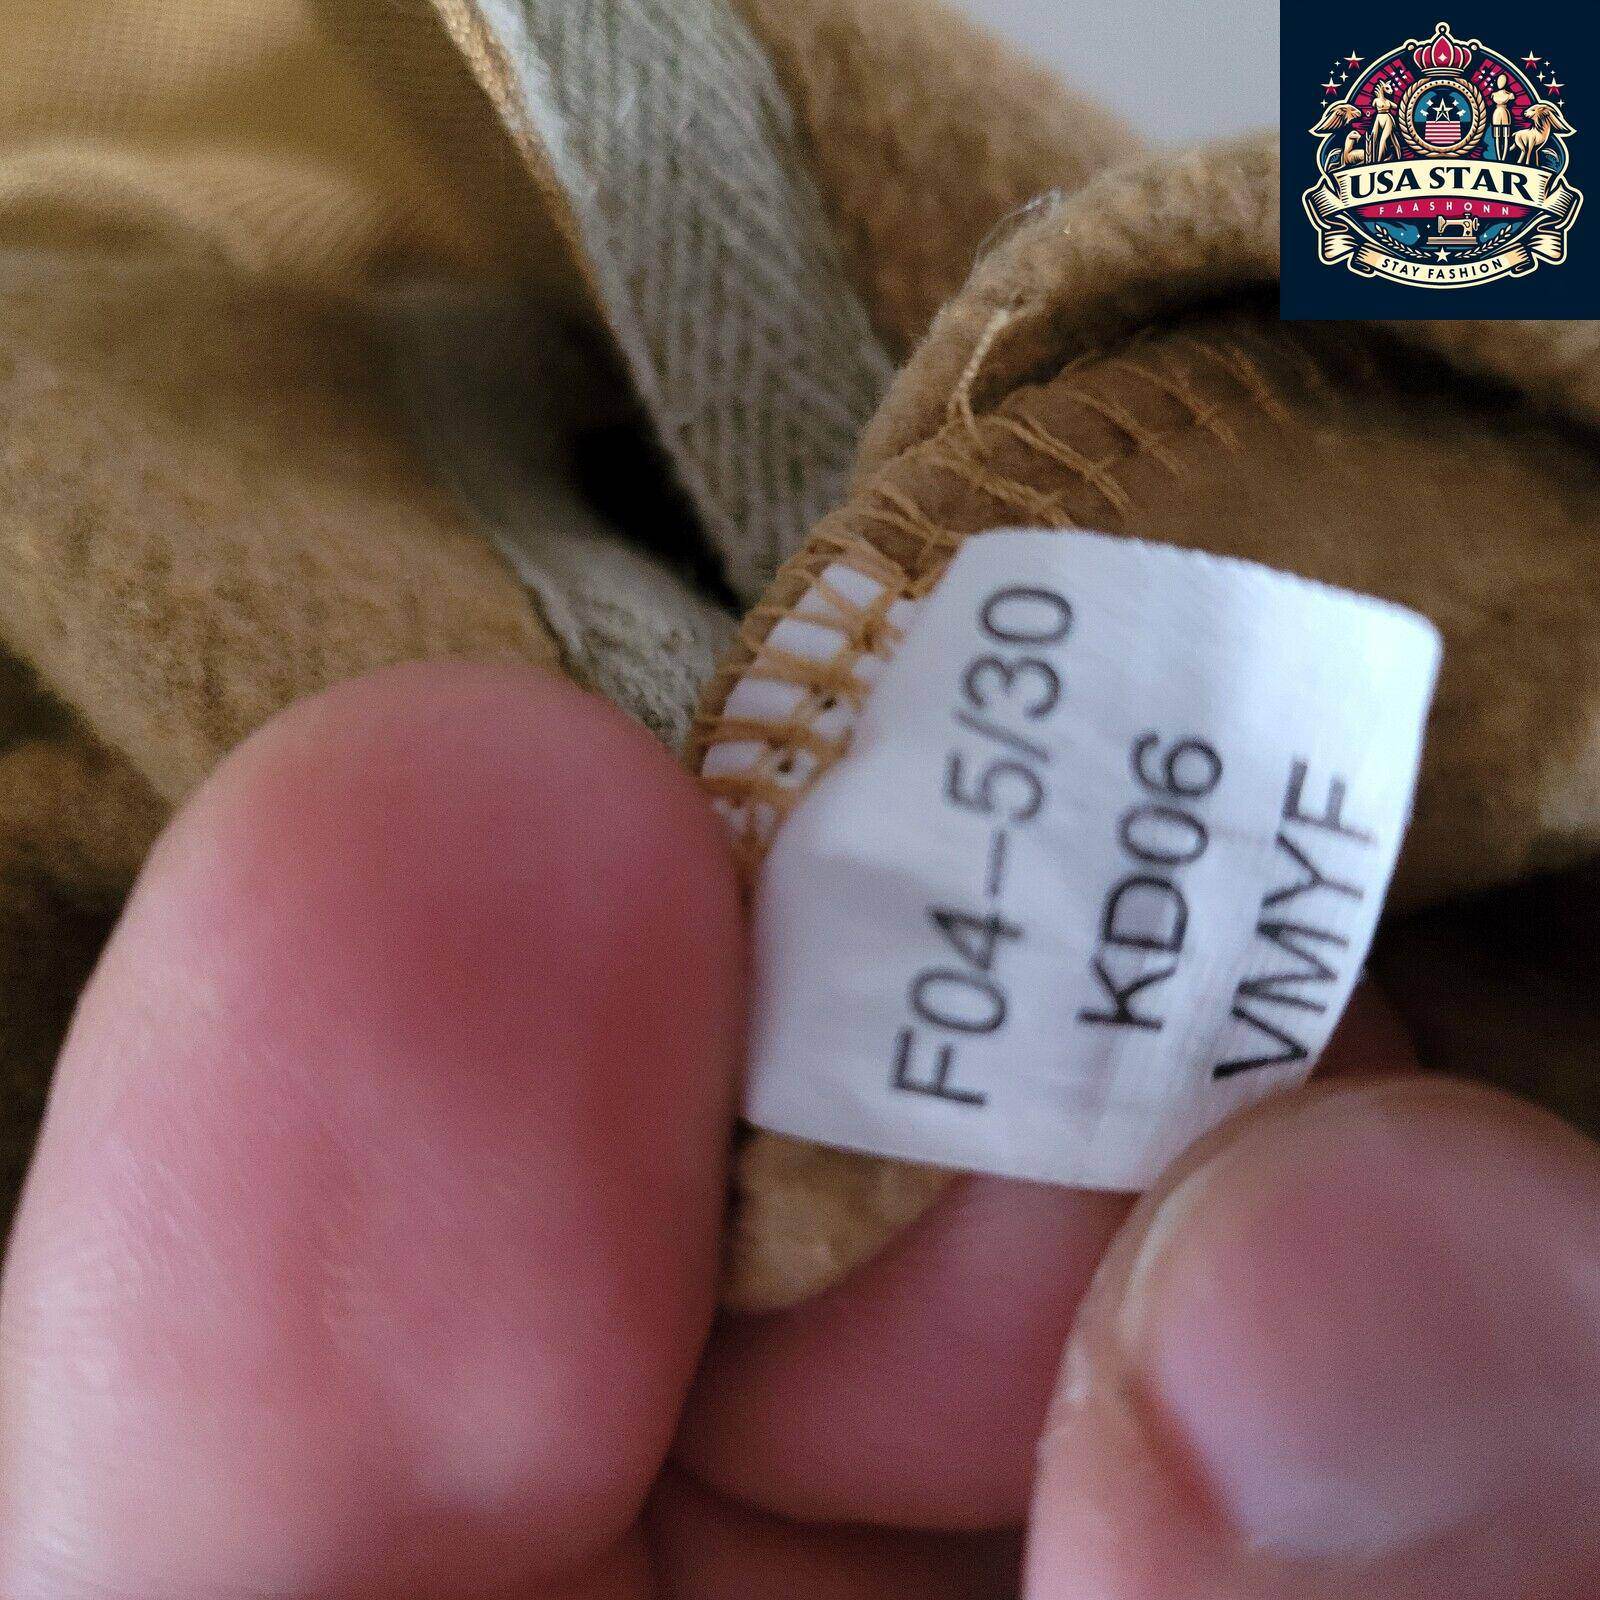 USA STAR
FAASHONN
STAY FASHION
F04-5/30
KD06
VMYF